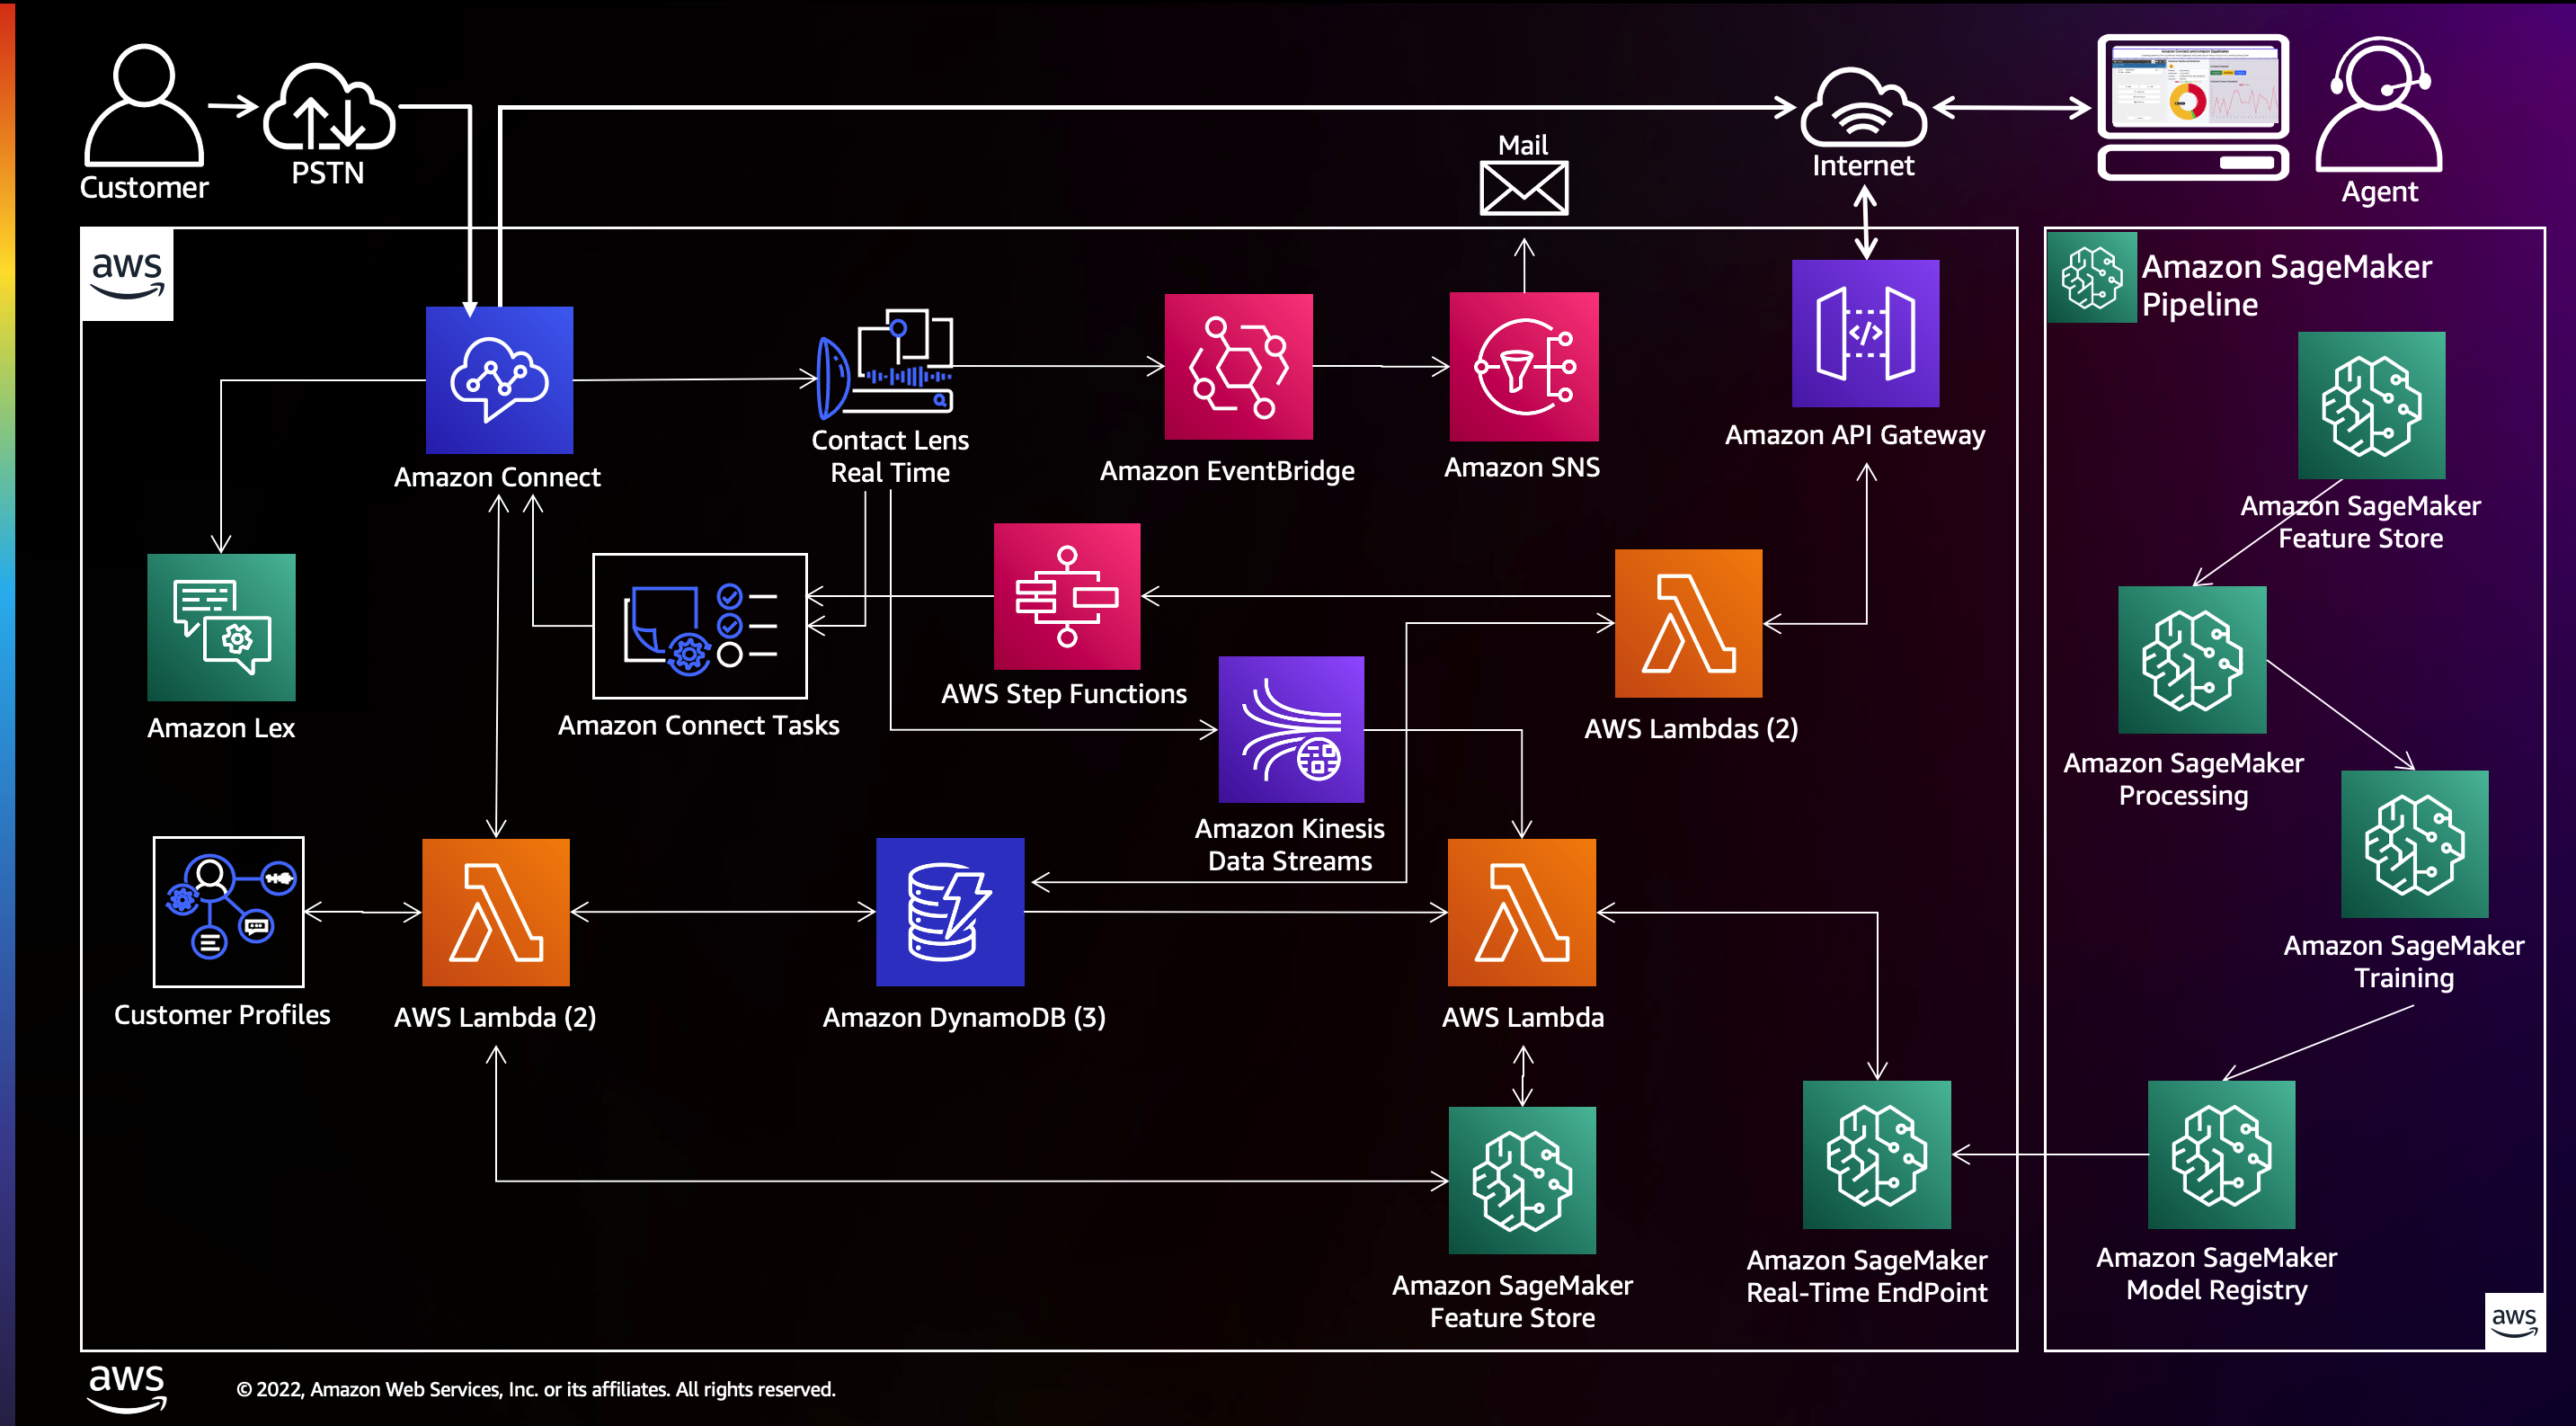 Customer
PSTN
Mail
Internet
Agent
aws
Amazon SageMaker
Pipeline
Amazon Connect
Contact Lens
Real Time
Amazon EventBridge
Amazon SNS
Amazon API Gateway
Amazon SageMaker
Feature Store
Amazon Lex
Amazon Connect Tasks
AWS Step Functions
Amazon Kinesis
Data Streams
AWS Lambdas (2)
Amazon SageMaker
Processing
Customer Profiles
AWS Lambda (2)
Amazon DynamoDB (3)
AWS Lambda
Amazon SageMaker
Training
Amazon SageMaker
Feature Store
Amazon SageMaker
Real-Time EndPoint
Amazon SageMaker
Model Registry
aws
aws
© 2022, Amazon Web Services, Inc. or its affiliates. All rights reserved.